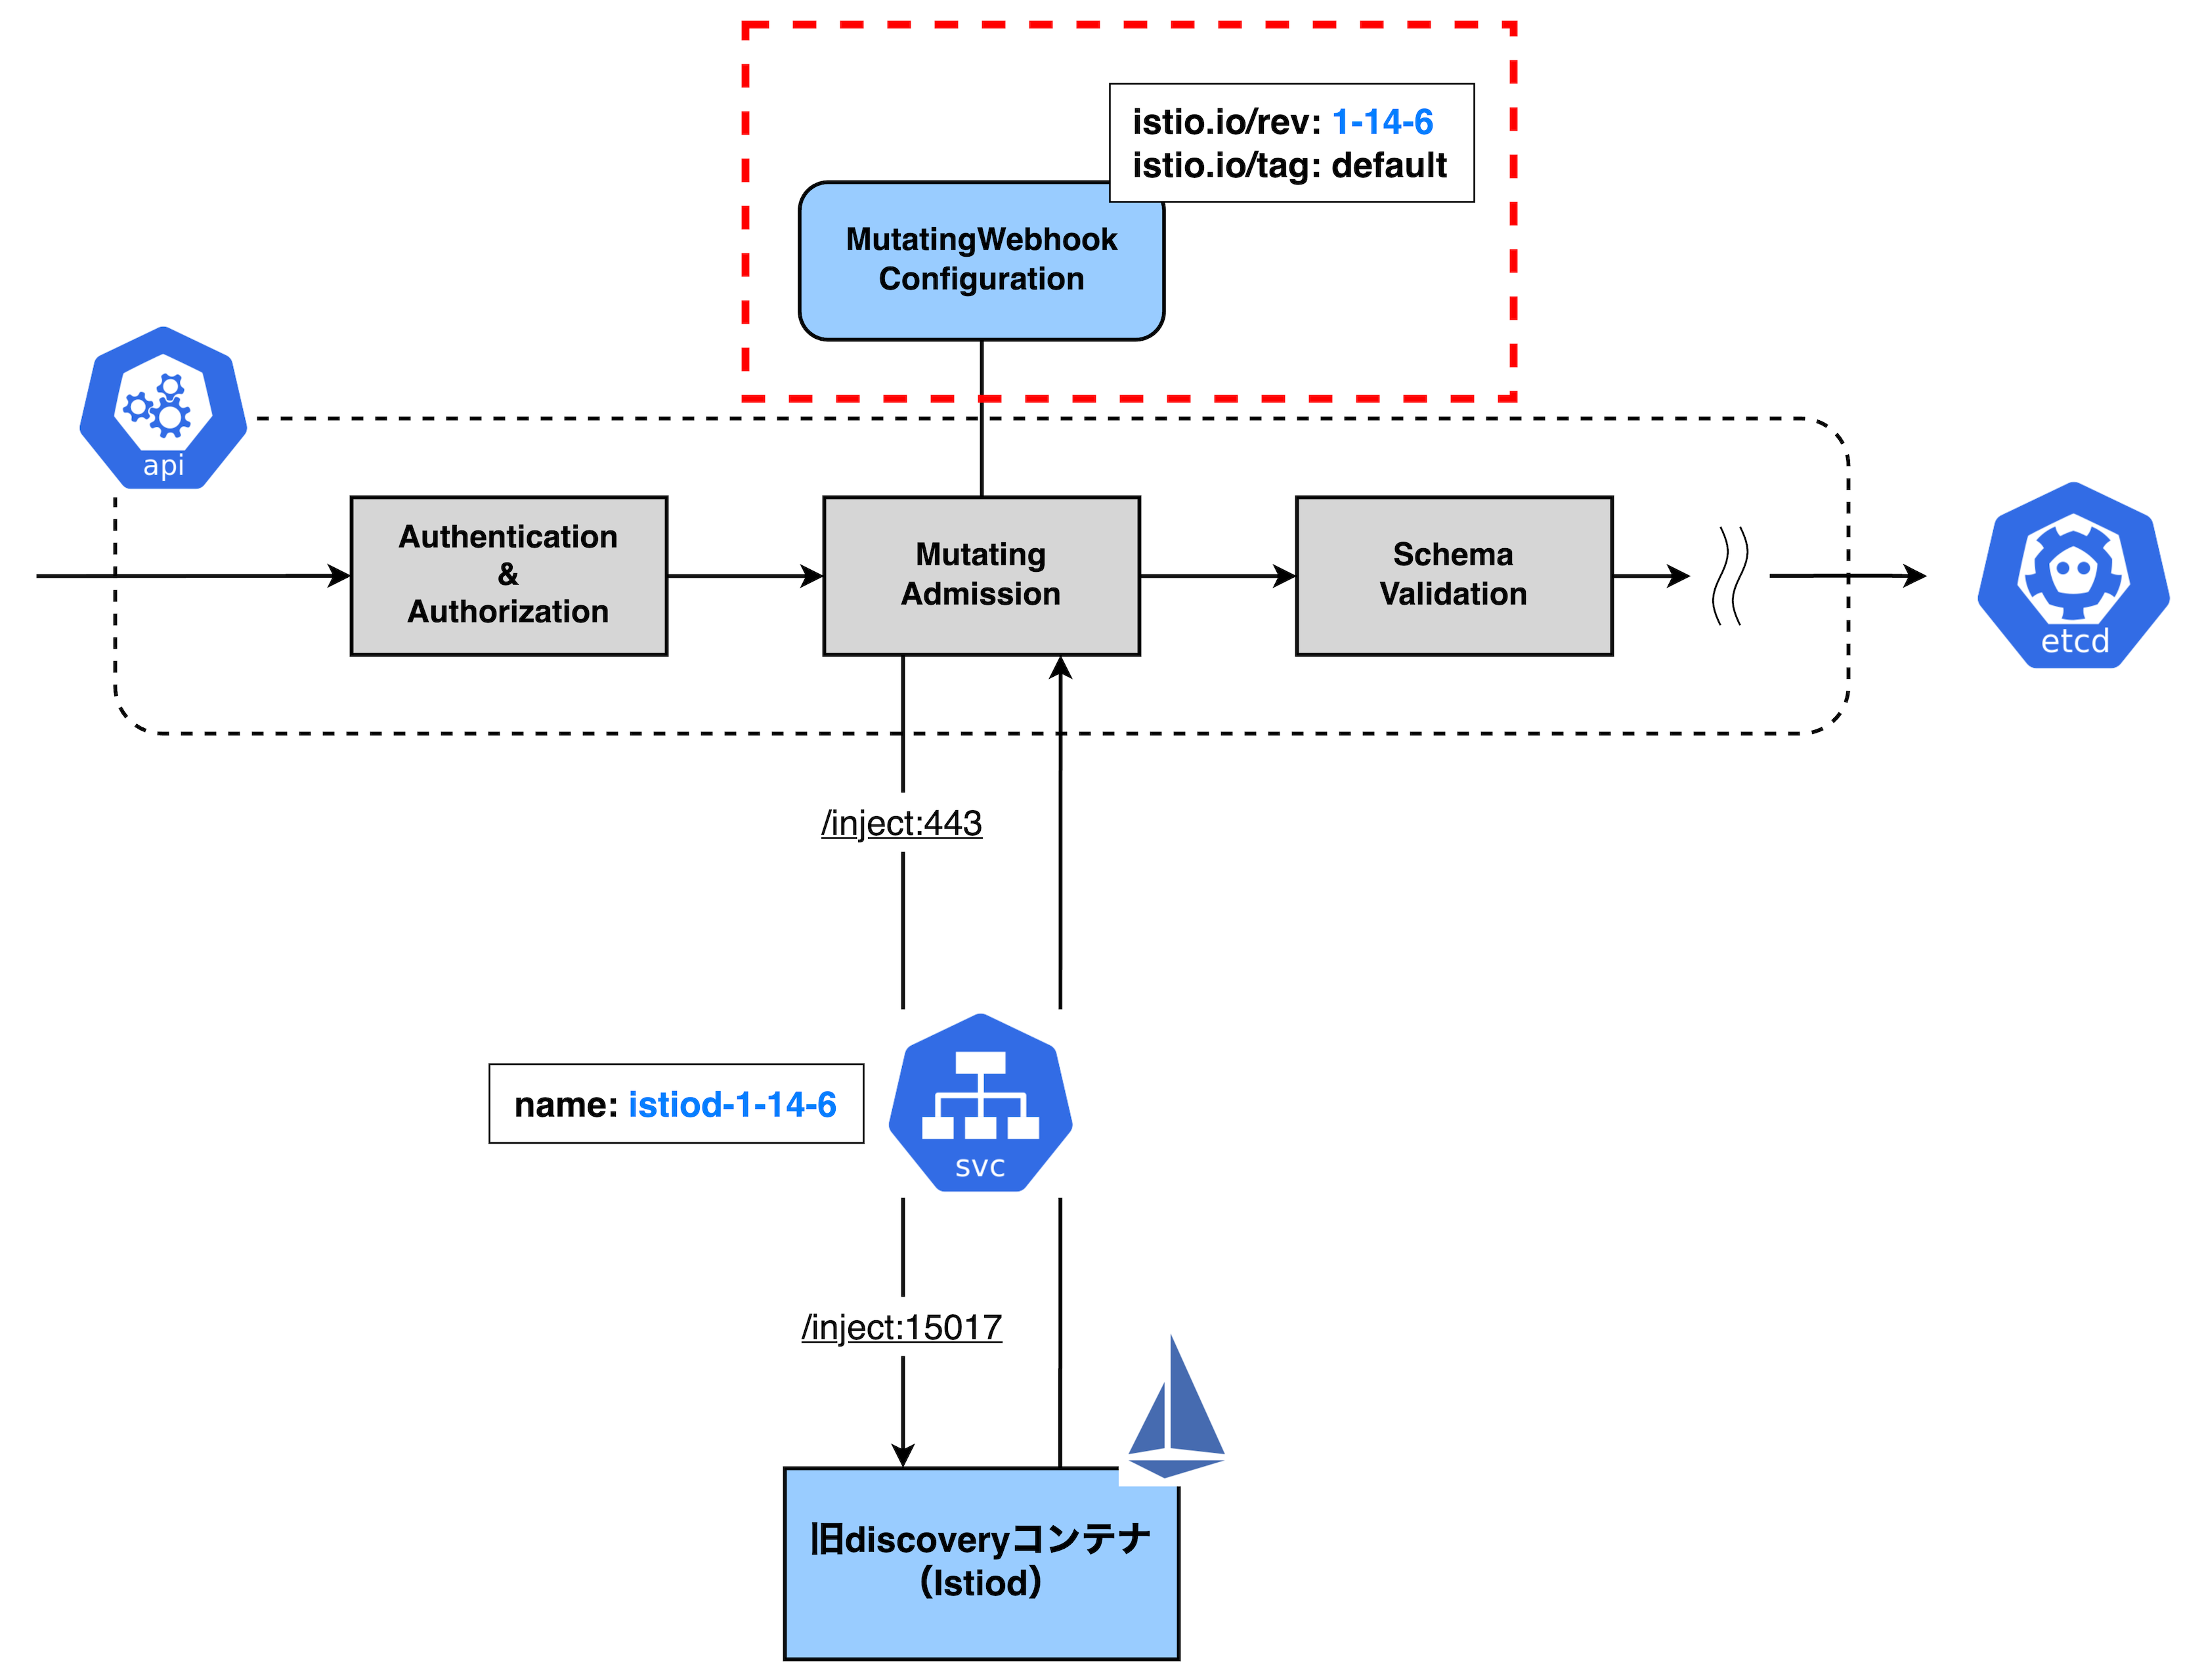 istio.io/rev: 1-14-6
istio.io/tag: default
MutatingWebhook
Configuration
api
Authentication
&
Authorization
Mutating
Admission
Schema
Validation
etcd
/inject:443
name: istiod-1-14-6
svc
/inject:15017
旧discoveryコンテナ
(Istiod)